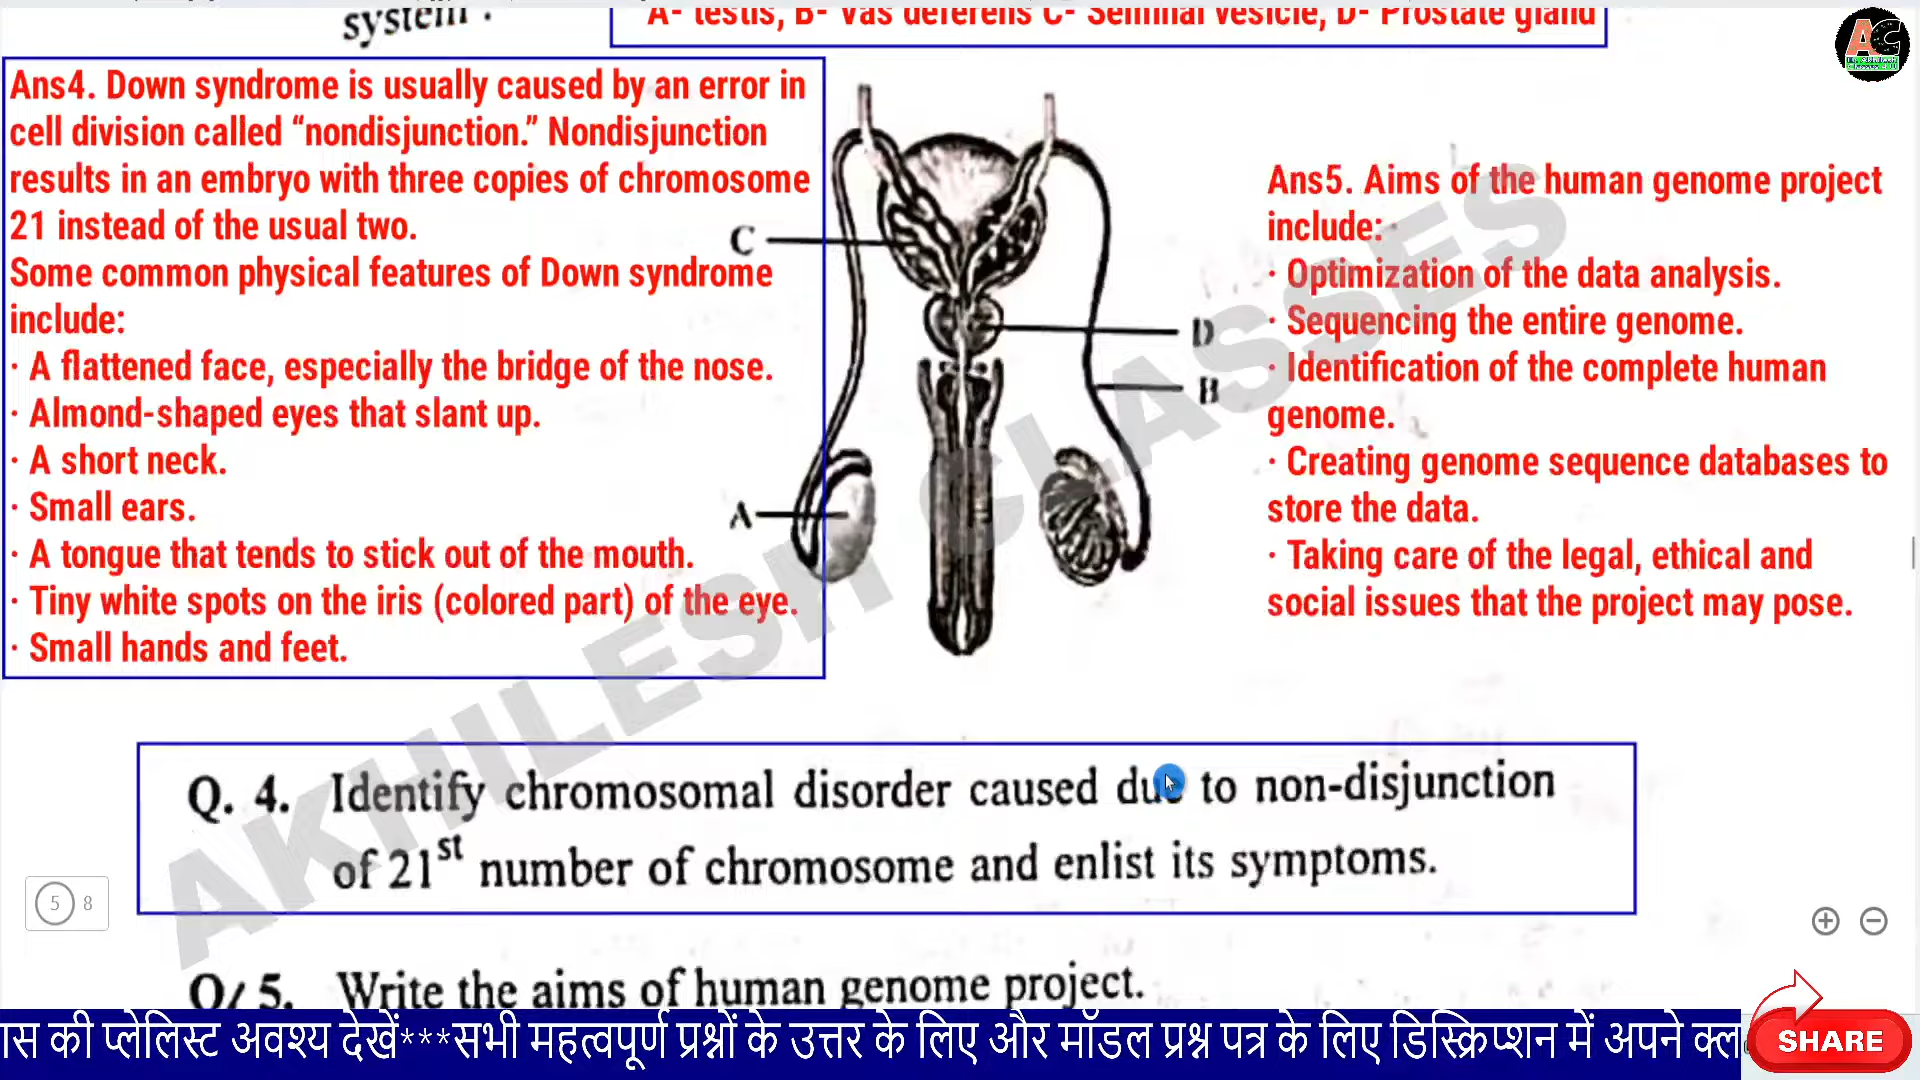 system .
A- testis, B- Vas deferens C- Seminal vesicle, D- Prostate gland
AC
Ans4. Down syndrome is usually caused by an error in
cell division called “nondisjunction.” Nondisjunction
results in an embryo with three copies of chromosome
21 instead of the usual two.
Some common physical features of Down syndrome
include:
· A flattened face, especially the bridge of the nose.
· Almond-shaped eyes that slant up.
· A short neck.
· Small ears.
· A tongue that tends to stick out of the mouth.
· Tiny white spots on the iris (colored part) of the eye.
· Small hands and feet.
C
D
B
A
Ans5. Aims of the human genome project
include:
· Optimization of the data analysis.
· Sequencing the entire genome.
· Identification of the complete human
genome.
· Creating genome sequence databases to
store the data.
· Taking care of the legal, ethical and
social issues that the project may pose.
AKHILESH CLASSES
Q. 4. Identify chromosomal disorder caused due to non-disjunction
of 21st number of chromosome and enlist its symptoms.
5 8
Q/ 5. Write the aims of human genome project.
ास की प्लेलिस्ट अवश्य देखें***सभी महत्वपूर्ण प्रश्नों के उत्तर के लिए और मॉडल प्रश्न पत्र के लिए डिस्क्रिप्शन में अपने क्ल
SHARE